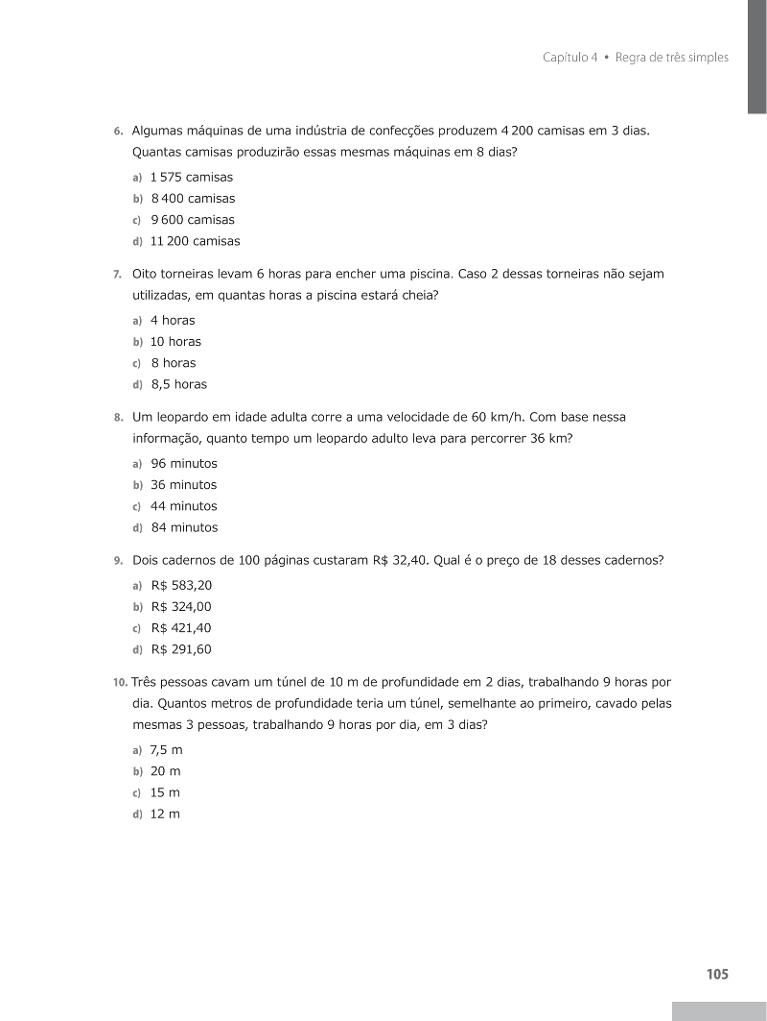 Capítulo 4 • Regra de três simples
6. Algumas máquinas de uma indústria de confecções produzem 4 200 camisas em 3 dias.
Quantas camisas produzirão essas mesmas máquinas em 8 dias?
a) 1 575 camisas
b) 8 400 camisas
c) 9 600 camisas
d) 11 200 camisas
7. Oito torneiras levam 6 horas para encher uma piscina. Caso 2 dessas torneiras não sejam
utilizadas, em quantas horas a piscina estará cheia?
a) 4 horas
b) 10 horas
c) 8 horas
d) 8,5 horas
8. Um leopardo em idade adulta corre a uma velocidade de 60 km/h. Com base nessa
informação, quanto tempo um leopardo adulto leva para percorrer 36 km?
a) 96 minutos
b) 36 minutos
c) 44 minutos
d) 84 minutos
9. Dois cadernos de 100 páginas custaram R$ 32,40. Qual é o preço de 18 desses cadernos?
a) R$ 583,20
b) R$ 324,00
c) R$ 421,40
d) R$ 291,60
10. Três pessoas cavam um túnel de 10 m de profundidade em 2 dias, trabalhando 9 horas por
dia. Quantos metros de profundidade teria um túnel, semelhante ao primeiro, cavado pelas
mesmas 3 pessoas, trabalhando 9 horas por dia, em 3 dias?
a) 7,5 m
b) 20 m
c) 15 m
d) 12 m
105